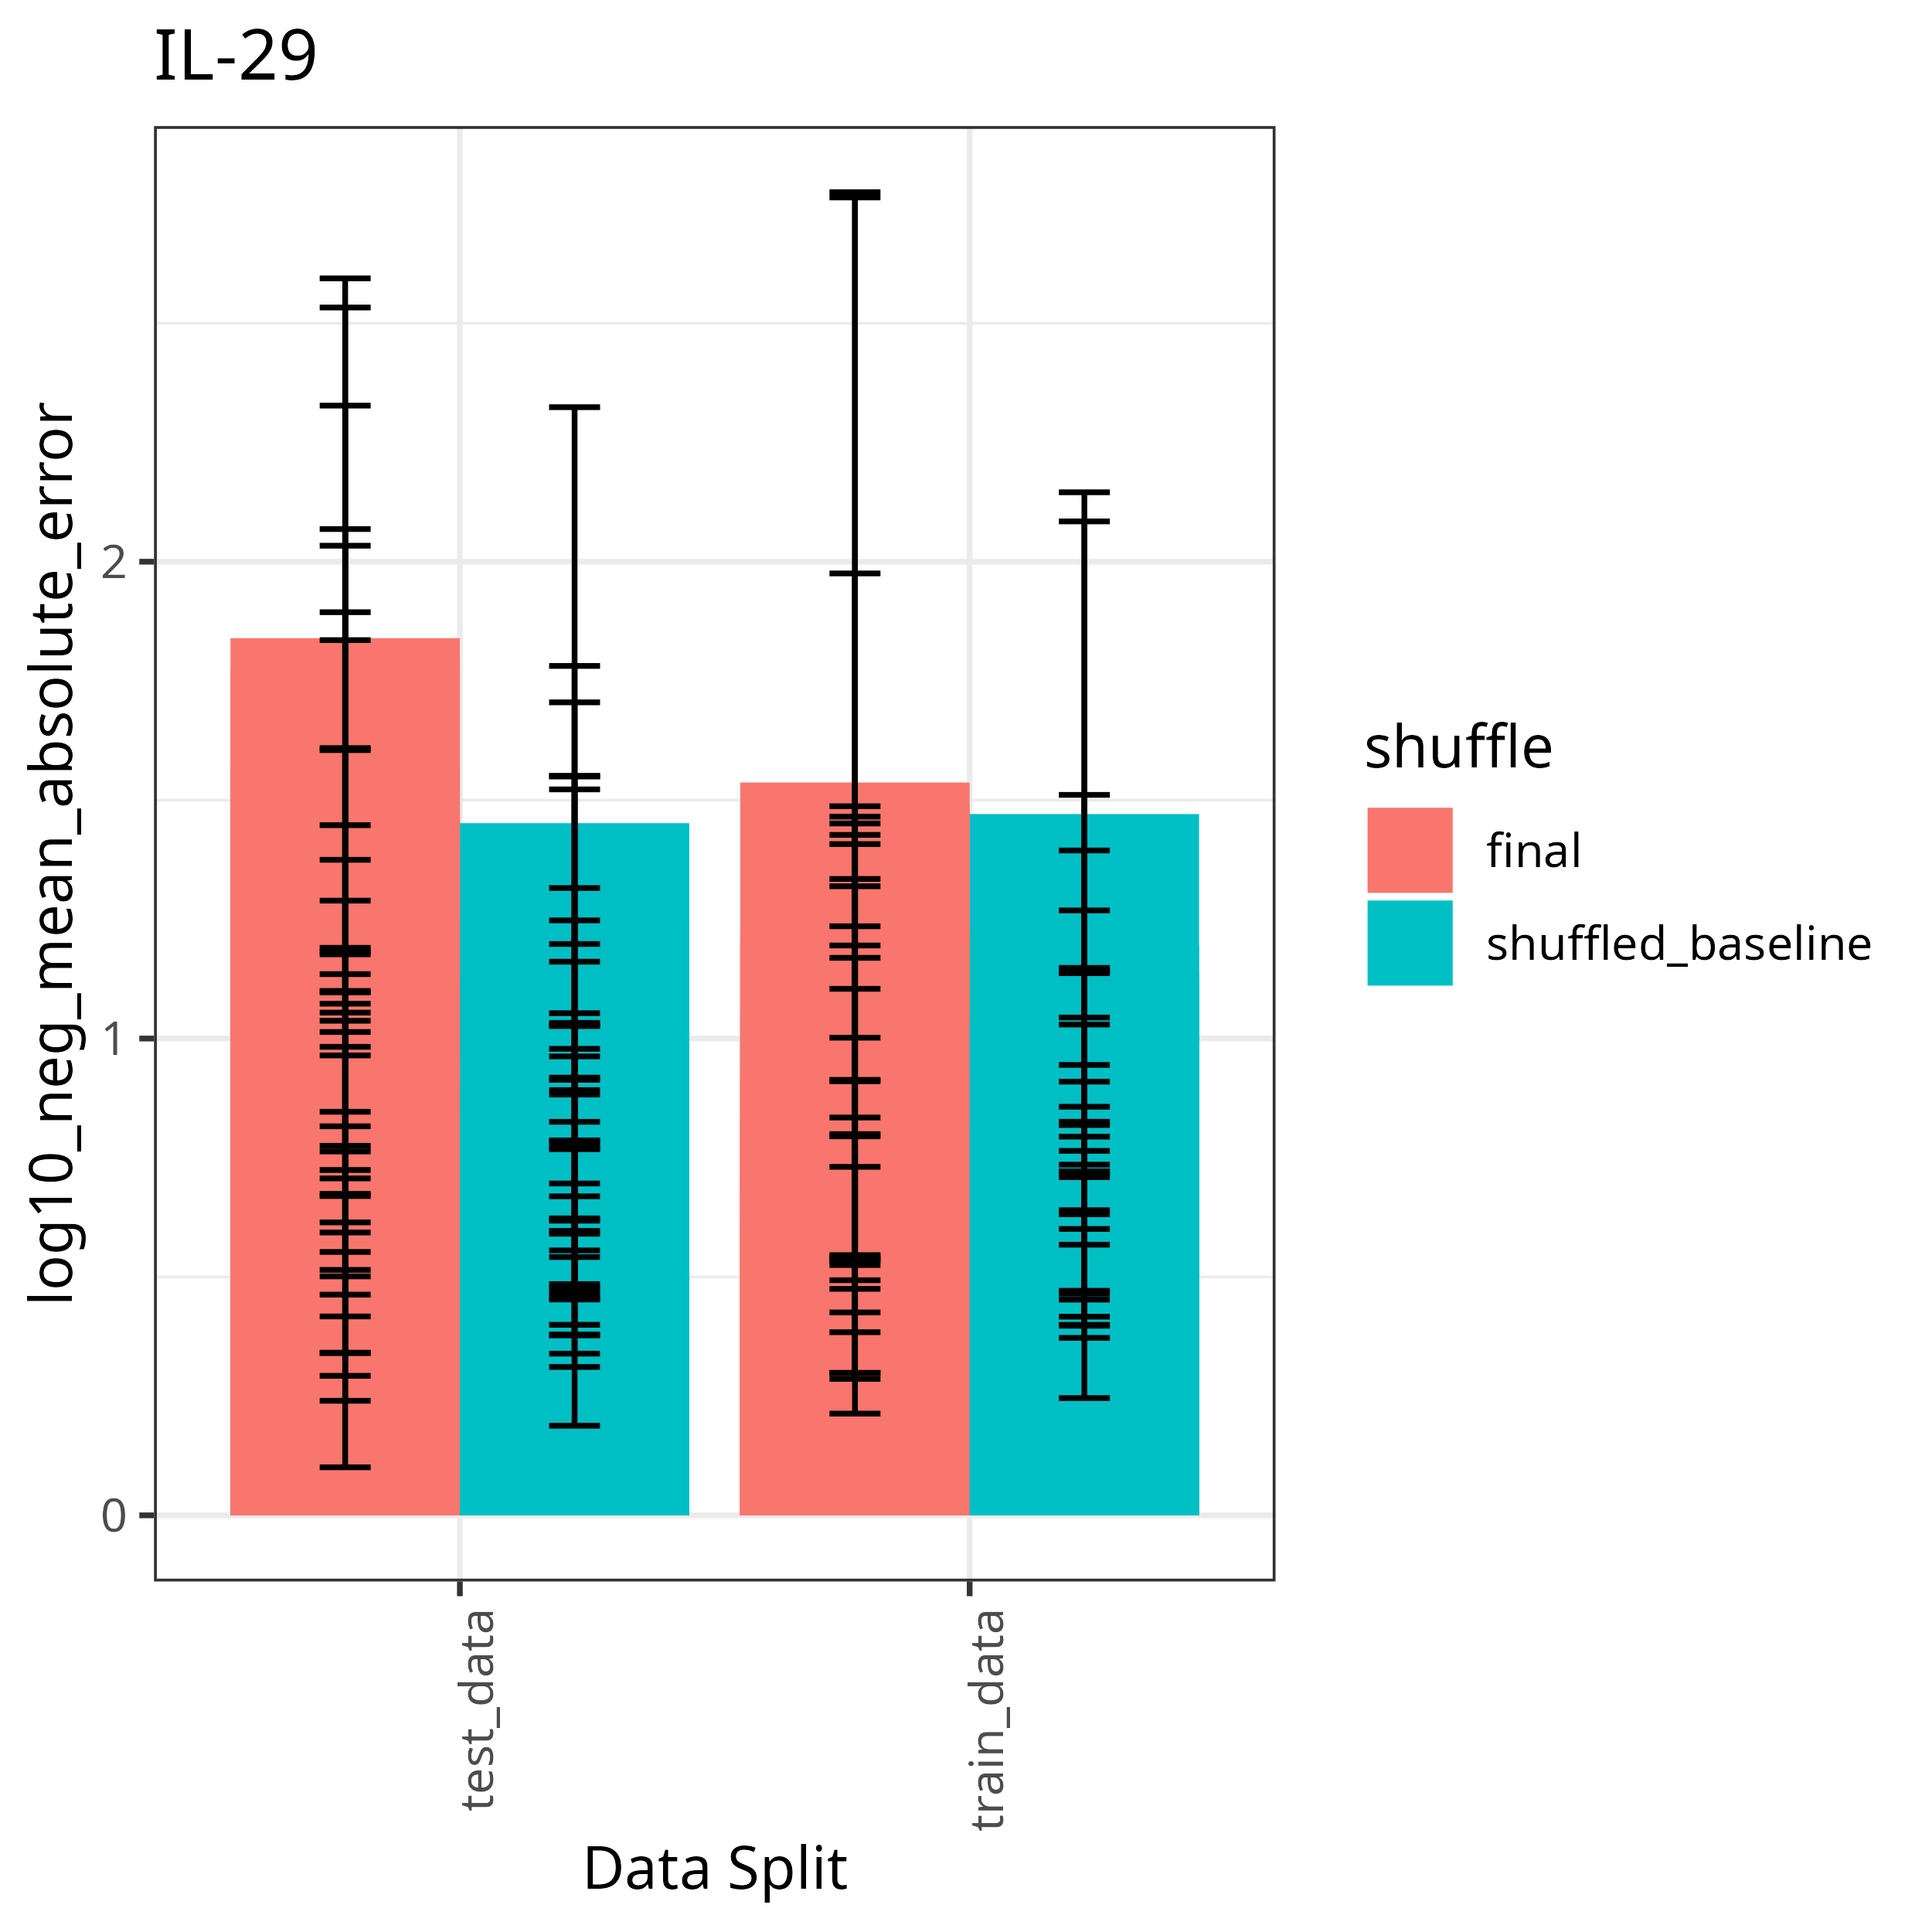 IL-29
log10_neg_mean_absolute_error
2
1
0
test_data
train_data
Data Split
shuffle
final
shuffled_baseline